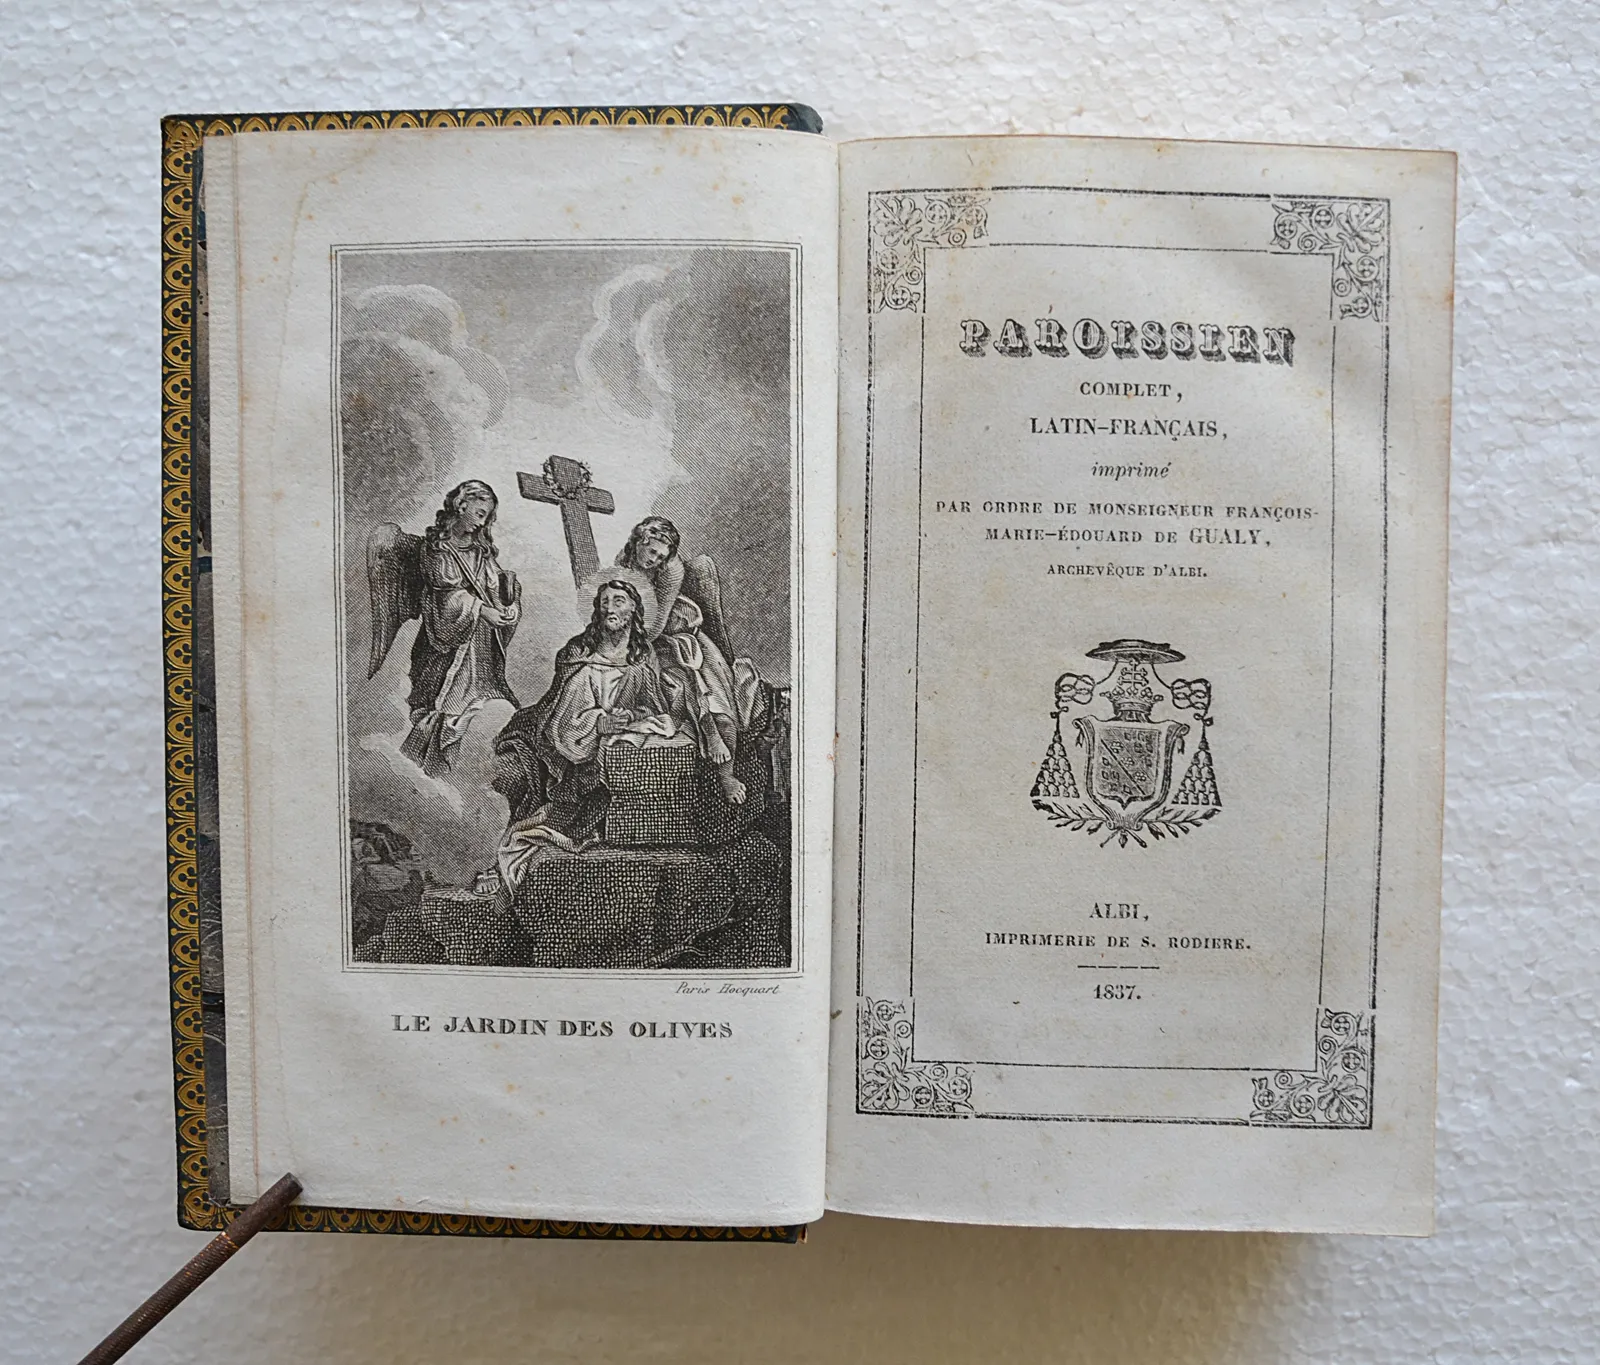 Paris Hocquart
LE JARDIN DES OLIVES
PAROISSIEN
COMPLET,
LATIN-FRANÇAIS,
imprimé
PAR ORDRE DE MONSEIGNEUR FRANÇOIS-
MARIE-ÉDOUARD DE GUALY,
ARCHEVÊQUE D'ALBI.
ALBI,
IMPRIMERIE DE S. RODIERE.
1837.